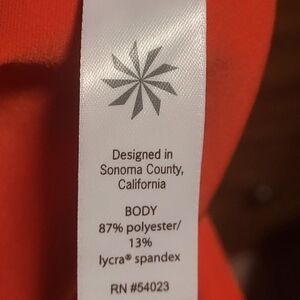 Designed in
Sonoma County,
California
BODY
87% polyester/
13%
lycra® spandex
RN #54023